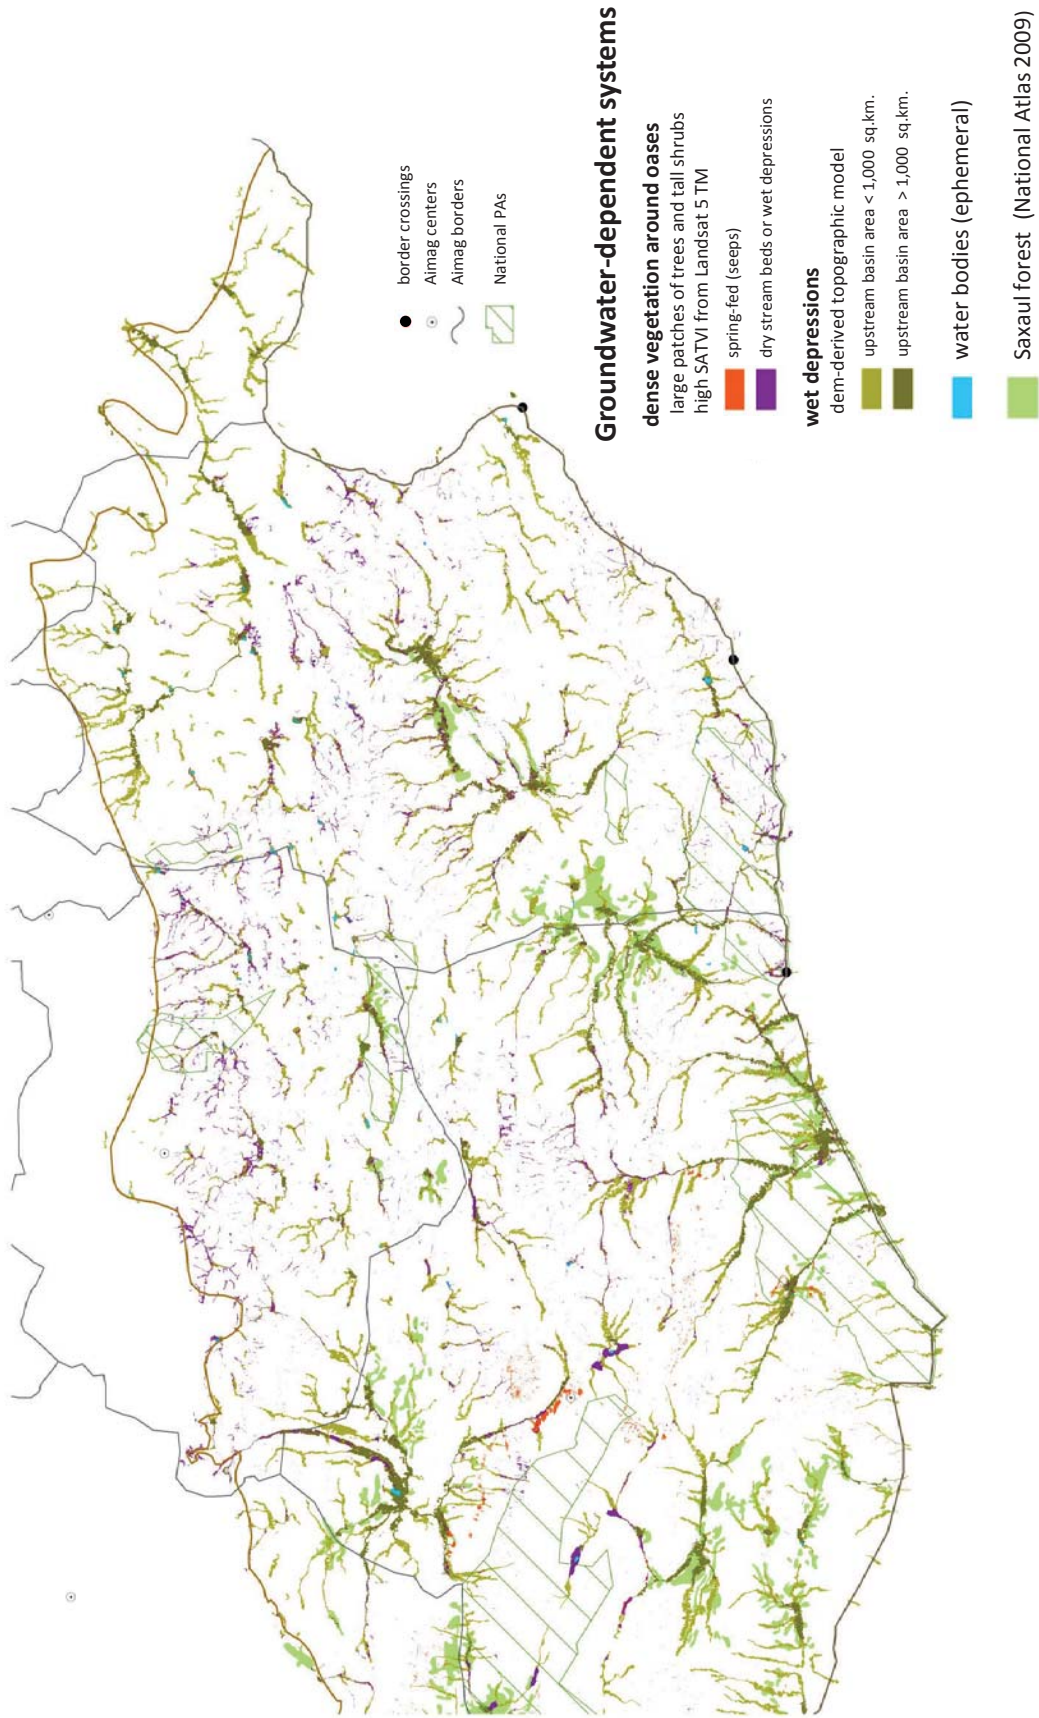 border crossings
Aimag centers
Aimag borders
National PAs
Groundwater-dependent systems
dense vegetation around oases
large patches of trees and tall shrubs
high SATVI from Landsat 5 TM
spring-fed (seeps)
dry stream beds or wet depressions
wet depressions
dem-derived topographic model
upstream basin area < 1,000 sq.km.
upstream basin area > 1,000 sq.km.
water bodies (ephemeral)
Saxaul forest (National Atlas 2009)